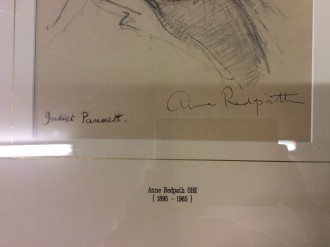 Juliet Pannett.
Anne Redpath
Anne Redpath OBE
( 1895 - 1965 )